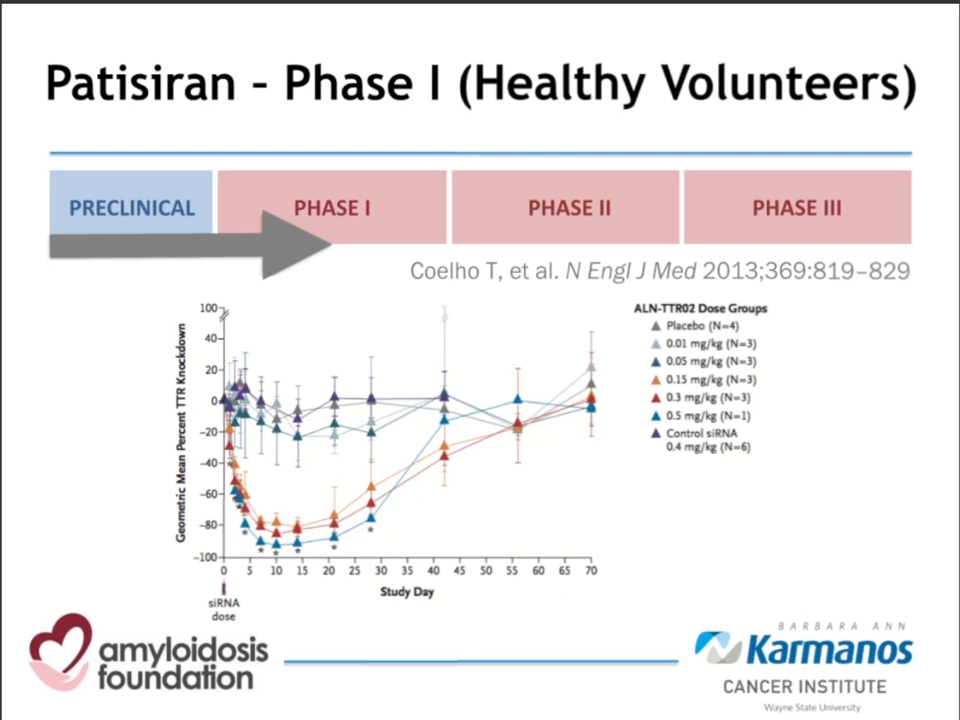 Patisiran – Phase I (Healthy Volunteers)
PRECLINICAL
PHASE I
PHASE II
PHASE III
Coelho T, et al. N Engl J Med 2013;369:819–829
Geometric Mean Percent TTR Knockdown
100
40
20
0
-20
-40
-60
-80
-100
0 5 10 15 20 25 30 35 40 45 50 55 60 65 70
Study Day
siRNA
dose
ALN-TTR02 Dose Groups
Placebo (N=4)
0.01 mg/kg (N=3)
0.05 mg/kg (N=3)
0.15 mg/kg (N=3)
0.3 mg/kg (N=3)
0.5 mg/kg (N=1)
Control siRNA
0.4 mg/kg (N=6)
amyloidosis
foundation
BARBARA ANN
Karmanos
CANCER INSTITUTE
Wayne State University